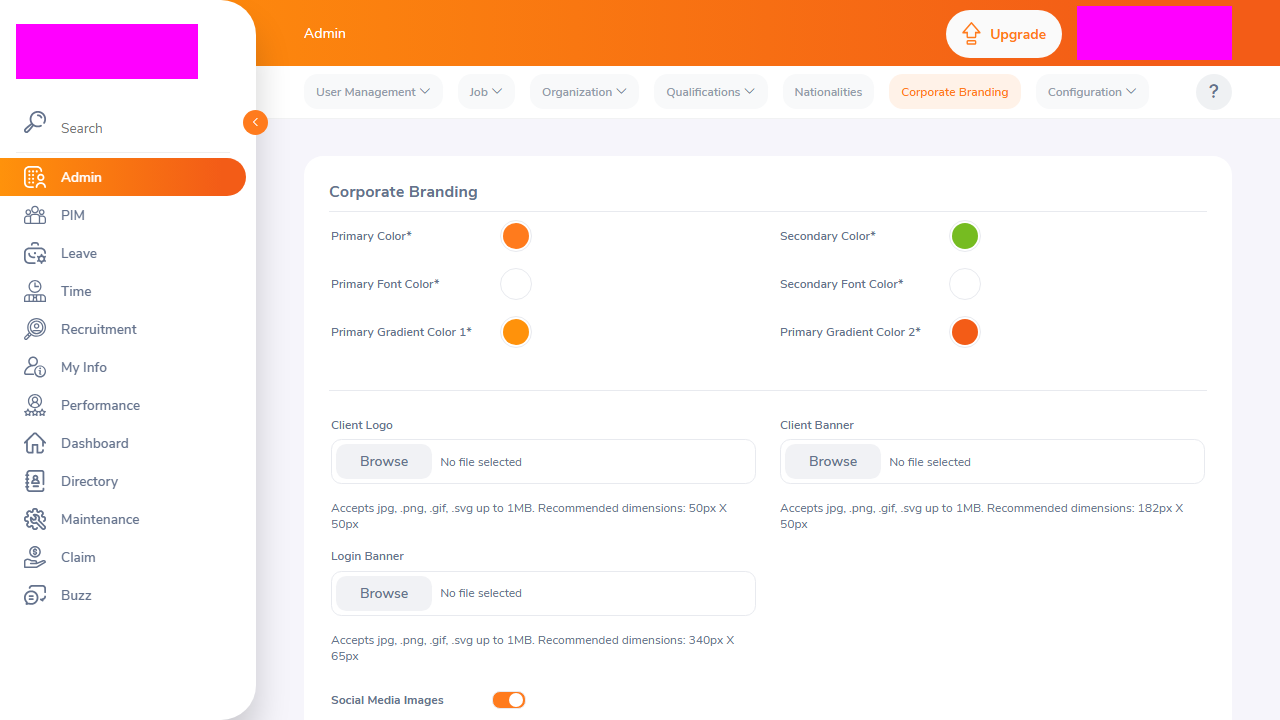 Admin
Upgrade
User Management
Job
Organization
Qualifications
Nationalities
Corporate Branding
Configuration
?
Search
Admin
PIM
Leave
Time
Recruitment
My Info
Performance
Dashboard
Directory
Maintenance
Claim
Buzz
Corporate Branding
Primary Color*
Secondary Color*
Primary Font Color*
Secondary Font Color*
Primary Gradient Color 1*
Primary Gradient Color 2*
Client Logo
Browse
No file selected
Accepts jpg, .png, .gif, .svg up to 1MB. Recommended dimensions: 50px X
50px
Client Banner
Browse
No file selected
Accepts jpg, .png, .gif, .svg up to 1MB. Recommended dimensions: 182px X
50px
Login Banner
Browse
No file selected
Accepts jpg, .png, .gif, .svg up to 1MB. Recommended dimensions: 340px X
65px
Social Media Images